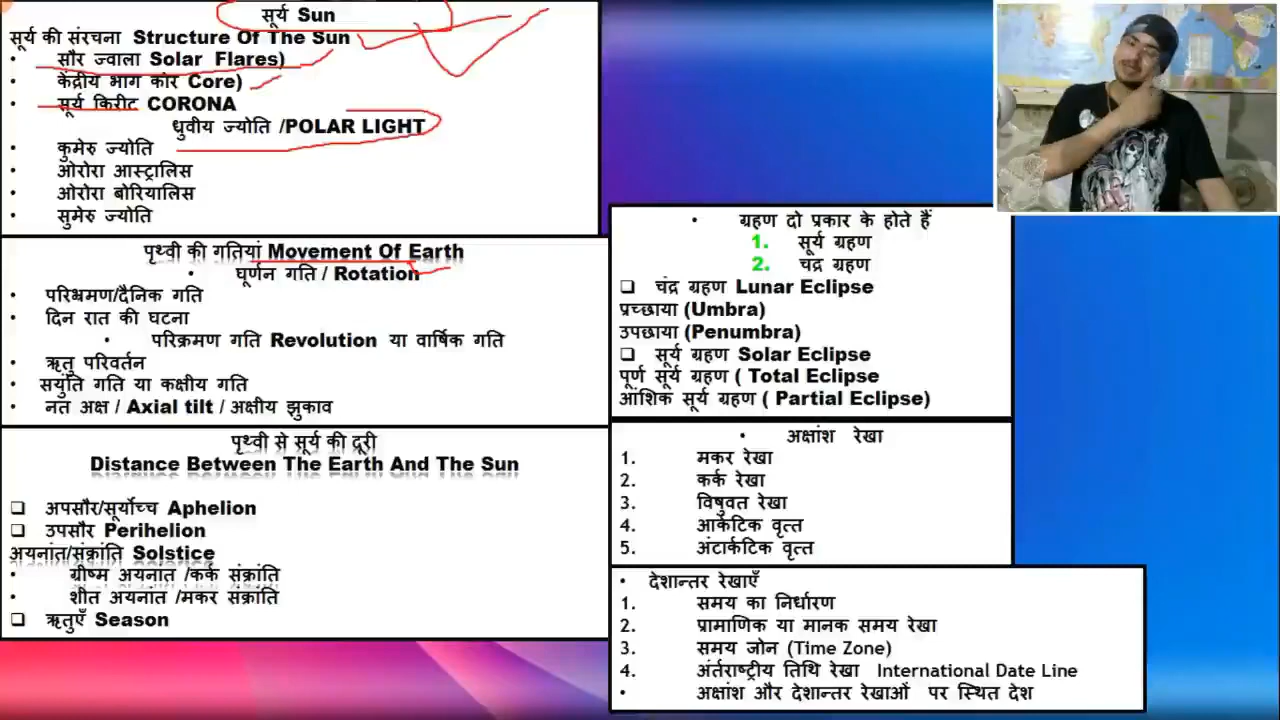 सूर्य Sun
सूर्य की संरचना Structure Of The Sun
• सौर ज्वाला Solar Flares)
• केंद्रीय भाग कोर Core)
• सूर्य किरीट CORONA
धुवीय ज्योति /POLAR LIGHT
• कुमेरु ज्योति
• ओरोरा आस्ट्रालिस
• ओरोरा बोरियालिस
• सुमेरु ज्योति
पृथ्वी की गतियां Movement Of Earth
• घूर्णन गति / Rotation
• परिभ्रमण/दैनिक गति
• दिन रात की घटना
• परिक्रमण गति Revolution या वार्षिक गति
• ऋतु परिवर्तन
• सयुंति गति या कक्षीय गति
• नत अक्ष / Axial tilt / अक्षीय झुकाव
पृथ्वी से सूर्य की दूरी
Distance Between The Earth And The Sun
❑ अपसौर/सूर्योच्च Aphelion
❑ उपसौर Perihelion
अयनांत/संक्रांति Solstice
• ग्रीष्म अयनांत /कर्क संक्रांति
• शीत अयनांत /मकर संक्रांति
❑ ऋतुएँ Season
• ग्रहण दो प्रकार के होते हैं
1. सूर्य ग्रहण
2. चद्र ग्रहण
❑ चंद्र ग्रहण Lunar Eclipse
प्रच्छाया (Umbra)
उपछाया (Penumbra)
❑ सूर्य ग्रहण Solar Eclipse
पूर्ण सूर्य ग्रहण ( Total Eclipse
आंशिक सूर्य ग्रहण ( Partial Eclipse)
• अक्षांश रेखा
1. मकर रेखा
2. कर्क रेखा
3. विषुवत रेखा
4. आर्कटिक वृत्त
5. अंटार्कटिक वृत्त
• देशान्तर रेखाएँ
1. समय का निर्धारण
2. प्रामाणिक या मानक समय रेखा
3. समय जोन (Time Zone)
4. अंर्तराष्ट्रीय तिथि रेखा International Date Line
• अक्षांश और देशान्तर रेखाओं पर स्थित देश